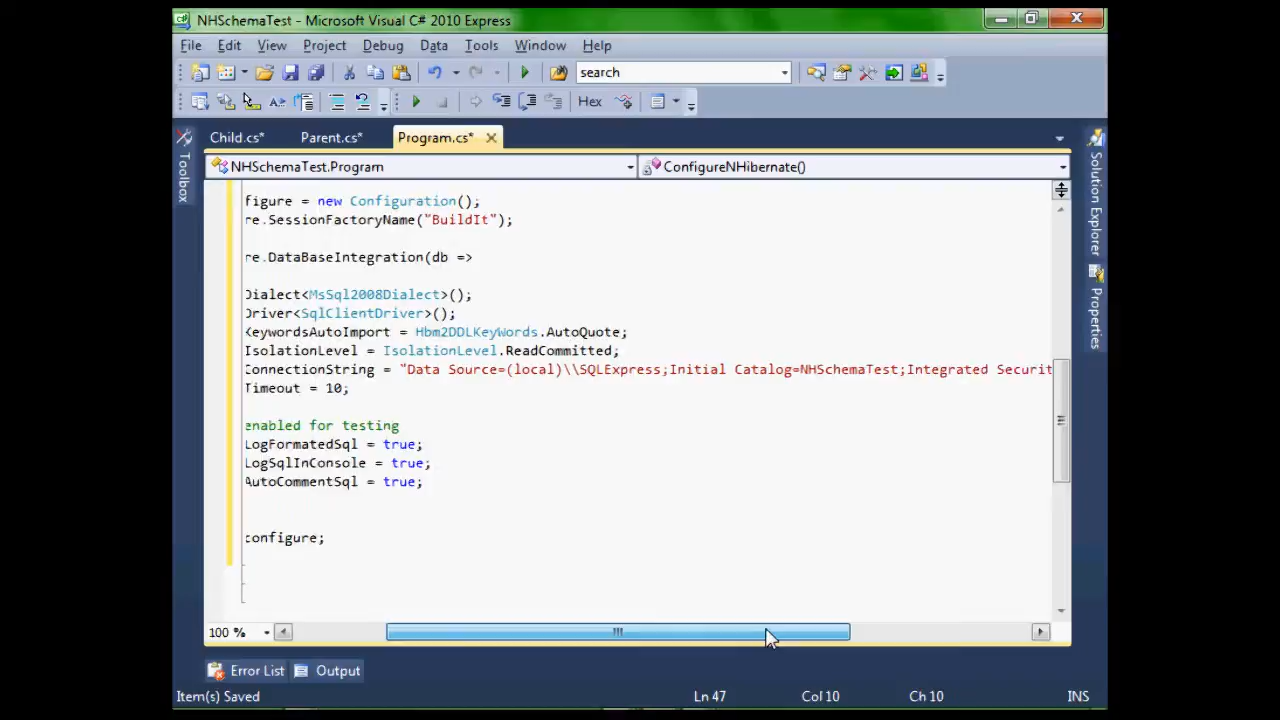 NHSchemaTest - Microsoft Visual C# 2010 Express
File Edit View Project Debug Data Tools Window Help
search
Hex
Child.cs* Parent.cs* Program.cs*
Toolbox
NHSchemaTest.Program ConfigureNHibernate()
Solution Explorer
Properties
figure = new Configuration();
re.SessionFactoryName("BuildIt");
re.DataBaseIntegration(db =>
Dialect<MsSql2008Dialect>();
Driver<SqlClientDriver>();
KeywordsAutoImport = Hbm2DDLKeyWords.AutoQuote;
IsolationLevel = IsolationLevel.ReadCommitted;
ConnectionString = "Data Source=(local)\\SQLExpress;Initial Catalog=NHSchemaTest;Integrated Securit
Timeout = 10;
enabled for testing
LogFormatedSql = true;
LogSqlInConsole = true;
AutoCommentSql = true;
configure;
100 %
Error List Output
Item(s) Saved Ln 47 Col 10 Ch 10 INS